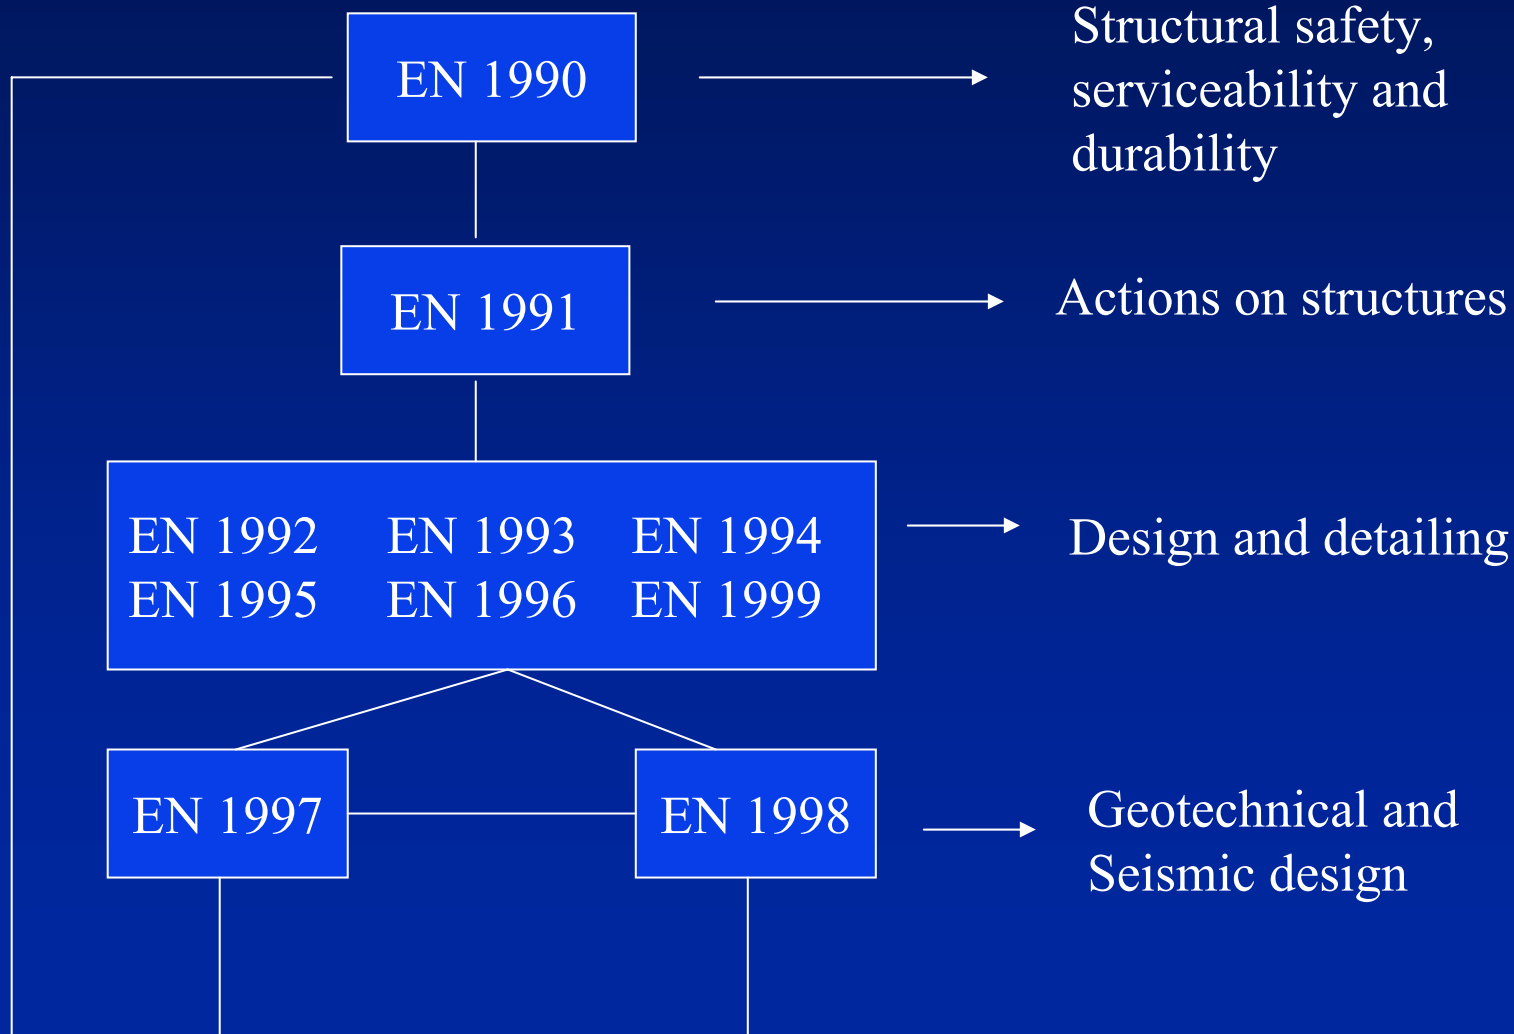 EN 1990
Structural safety,
serviceability and
durability
EN 1991
Actions on structures
EN 1992 EN 1993 EN 1994
EN 1995 EN 1996 EN 1999
Design and detailing
EN 1997
EN 1998
Geotechnical and
Seismic design